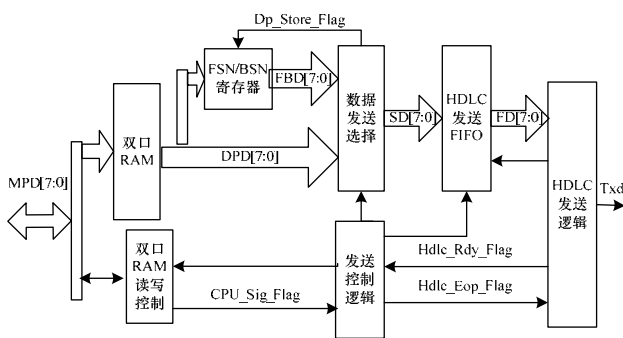 Dp_Store_Flag
FSN/BSN
寄存器
FBD[7:0]
数据
发送
选择
SD[7:0]
HDLC
发送
FIFO
FD[7:0]
双口
RAM
DPD[7:0]
MPD[7:0]
HDLC
发送
逻辑
Txd
双口
RAM
读写
控制
CPU_Sig_Flag
发送
控制
逻辑
Hdlc_Rdy_Flag
Hdlc_Eop_Flag